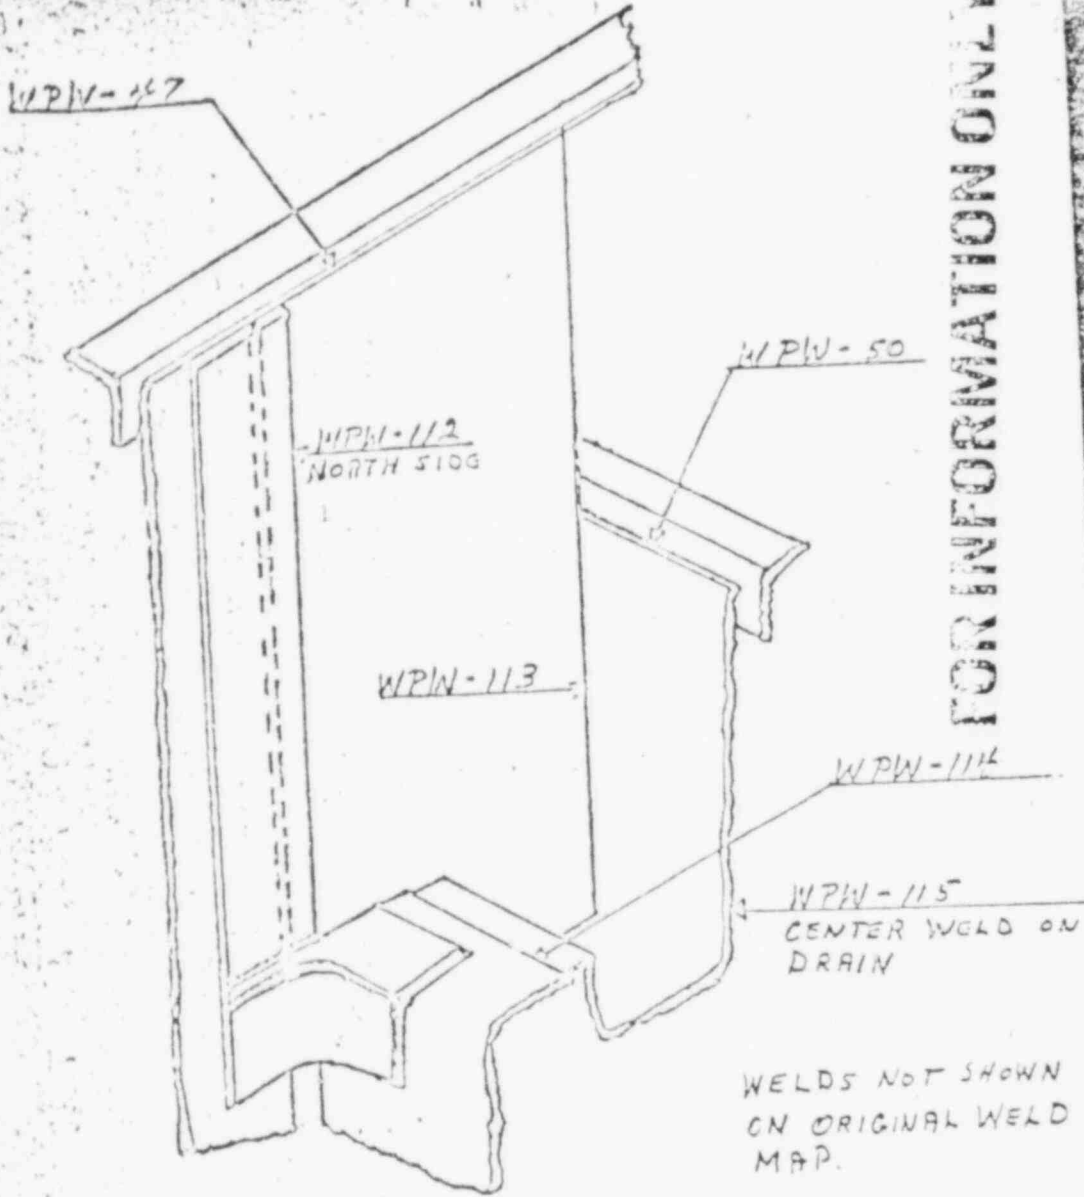 FOR INFORMATION ONLY
WPW-50
WPW-112
NORTH SIDE
WPW-113
WPW-115
CENTER WELD ON
DRAIN
WELDS NOT SHOWN
ON ORIGINAL WELD
MAP.